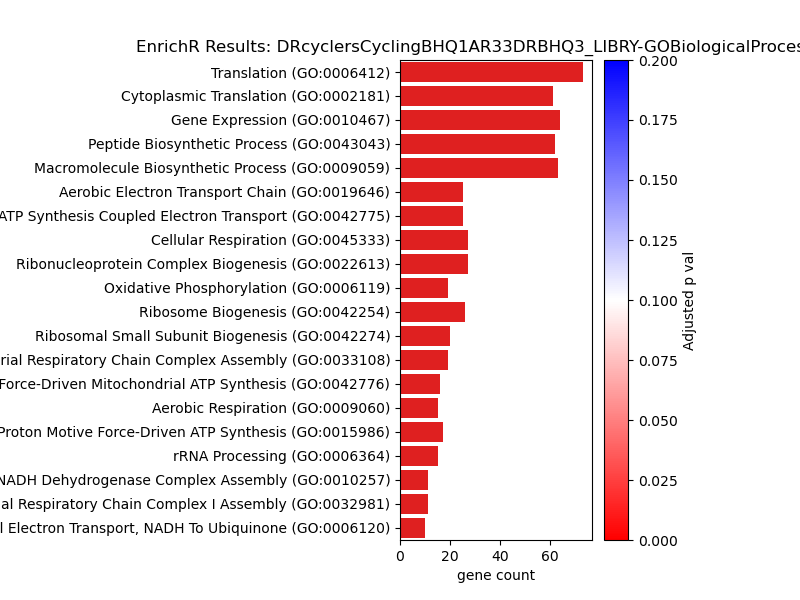 EnrichR Results: DRcyclersCyclingBHQ1AR33DRBHQ3_LIBRY-GOBiologicalProces
Translation (GO:0006412)
Cytoplasmic Translation (GO:0002181)
Gene Expression (GO:0010467)
Peptide Biosynthetic Process (GO:0043043)
Macromolecule Biosynthetic Process (GO:0009059)
Aerobic Electron Transport Chain (GO:0019646)
ATP Synthesis Coupled Electron Transport (GO:0042775)
Cellular Respiration (GO:0045333)
Ribonucleoprotein Complex Biogenesis (GO:0022613)
Oxidative Phosphorylation (GO:0006119)
Ribosome Biogenesis (GO:0042254)
Ribosomal Small Subunit Biogenesis (GO:0042274)
rial Respiratory Chain Complex Assembly (GO:0033108)
Force-Driven Mitochondrial ATP Synthesis (GO:0042776)
Aerobic Respiration (GO:0009060)
Proton Motive Force-Driven ATP Synthesis (GO:0015986)
rRNA Processing (GO:0006364)
NADH Dehydrogenase Complex Assembly (GO:0010257)
al Respiratory Chain Complex I Assembly (GO:0032981)
l Electron Transport, NADH To Ubiquinone (GO:0006120)
0 20 40 60
gene count
0.200
0.175
0.150
0.125
0.100
0.075
0.050
0.025
0.000
Adjusted p val